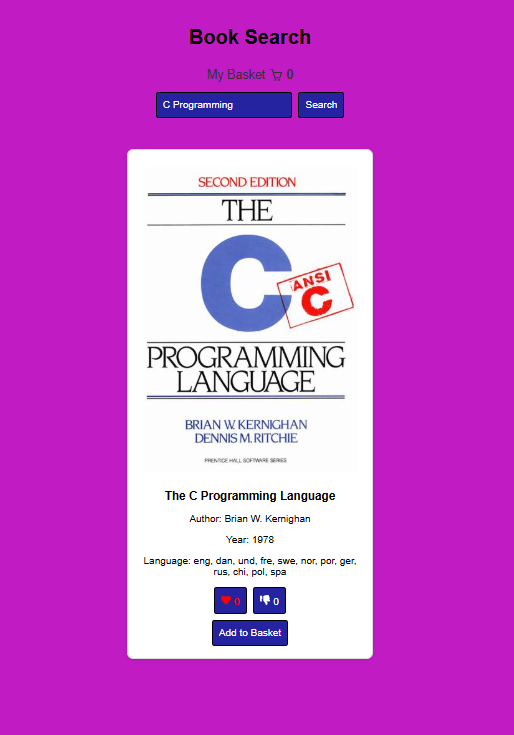 Book Search
My Basket 0
C Programming Search
SECOND EDITION
THE
C
ANSI
C
PROGRAMMING
LANGUAGE
BRIAN W. KERNIGHAN
DENNIS M. RITCHIE
PRENTICE HALL SOFTWARE SERIES
The C Programming Language
Author: Brian W. Kernighan
Year: 1978
Language: eng, dan, und, fre, swe, nor, por, ger,
rus, chi, pol, spa
0 0
Add to Basket